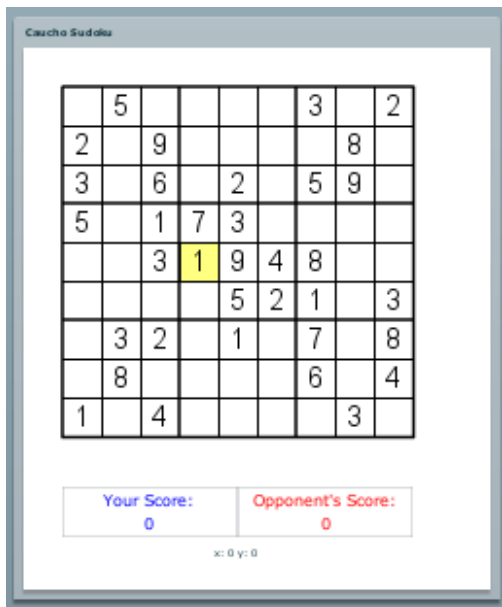 Caucho Sudoku
5 3 2
2 9 8
3 6 2 5 9
5 1 7 3
3 1 9 4 8
5 2 1 3
3 2 1 7 8
8 6 4
1 4 3
Your Score: Opponent's Score:
0 0
x: 0 y: 0